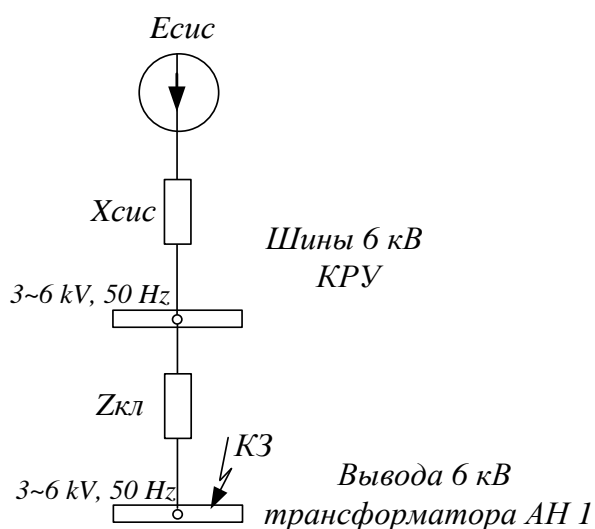 Eсис
Xсис
Шины 6 кВ
КРУ
3~6 kV, 50 Hz
Zкл
КЗ
Вывода 6 кВ
3~6 kV, 50 Hz
трансформатора АН 1